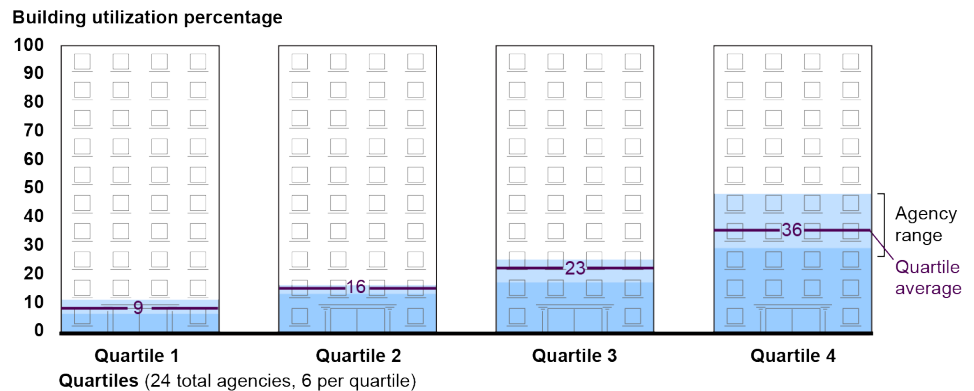 Building utilization percentage
100
90
80
70
60
50
40
30
20
10
0
9
16
23
36
Agency
range
Quartile
average
Quartile 1
Quartile 2
Quartile 3
Quartile 4
Quartiles (24 total agencies, 6 per quartile)